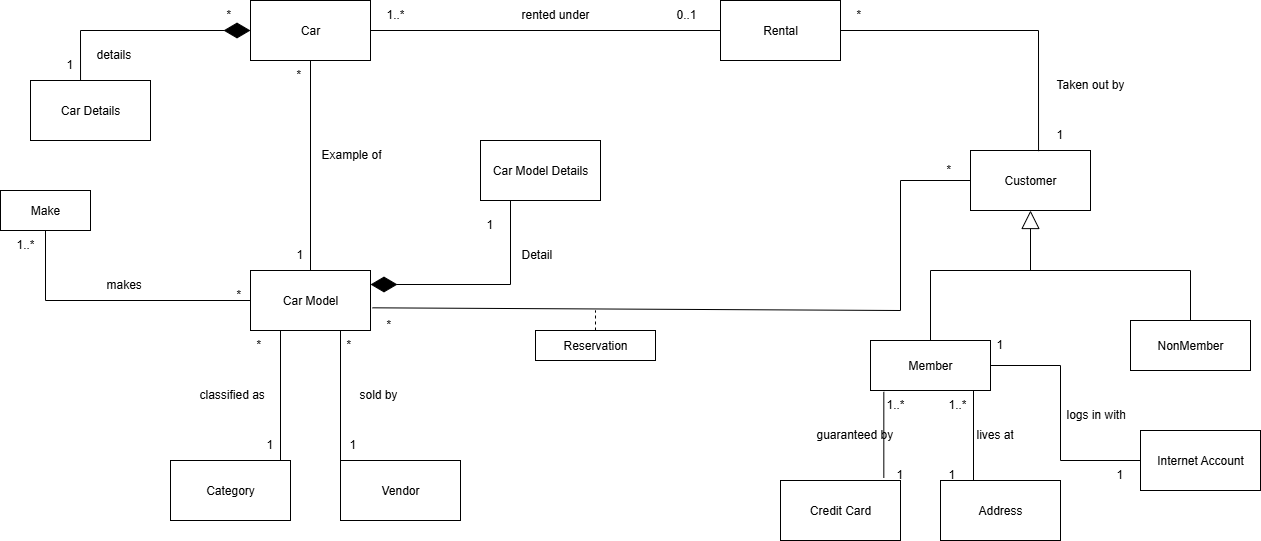 *
Car
1..*
rented under
0..1
Rental
*
details
1
*
Car Details
Taken out by
1
Example of
Car Model Details
*
Customer
Make
1
1..*
1
Detail
makes
*
Car Model
*
Reservation
*
*
1
NonMember
Member
classified as
sold by
1..*
1..*
logs in with
guaranteed by
lives at
1
1
1
1
1
Category
Vendor
Internet Account
Credit Card
Address